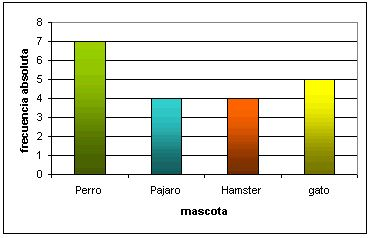 frecuencia absoluta
8
7
6
5
4
3
2
1
0
Perro
Pajaro
Hamster
gato
mascota